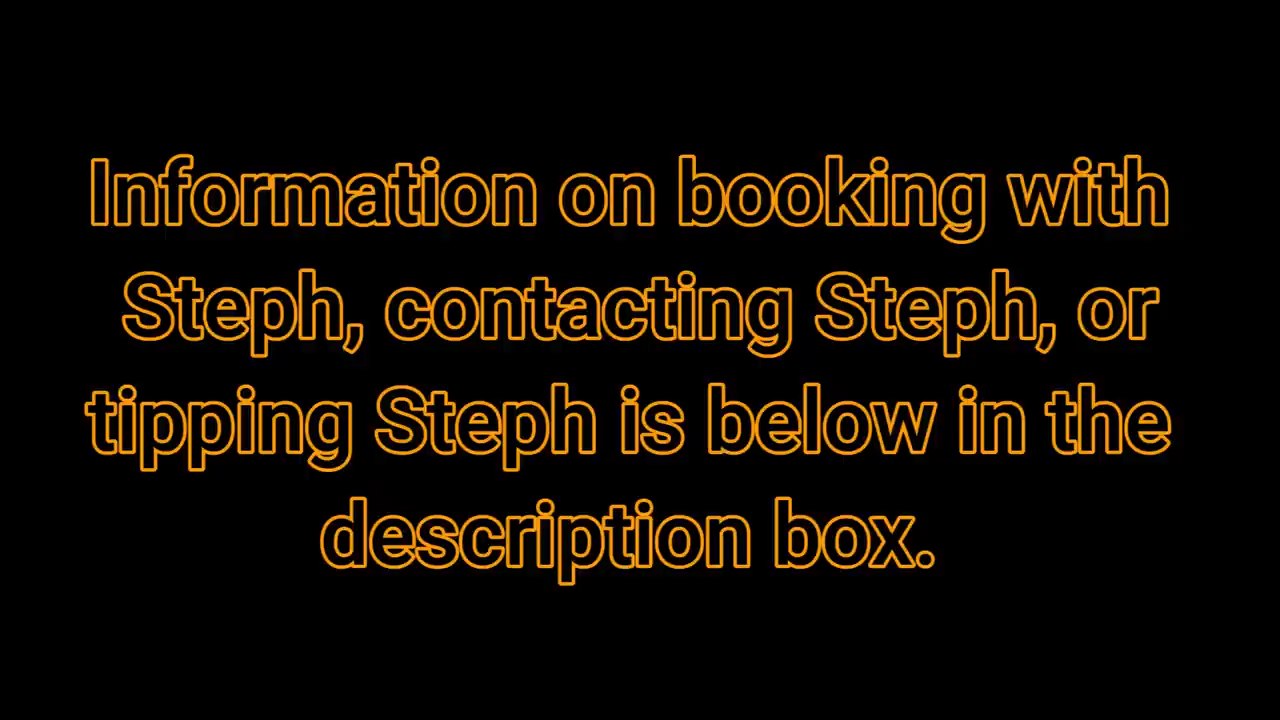 Information on booking with
Steph, contacting Steph, or
tipping Steph is below in the
description box.